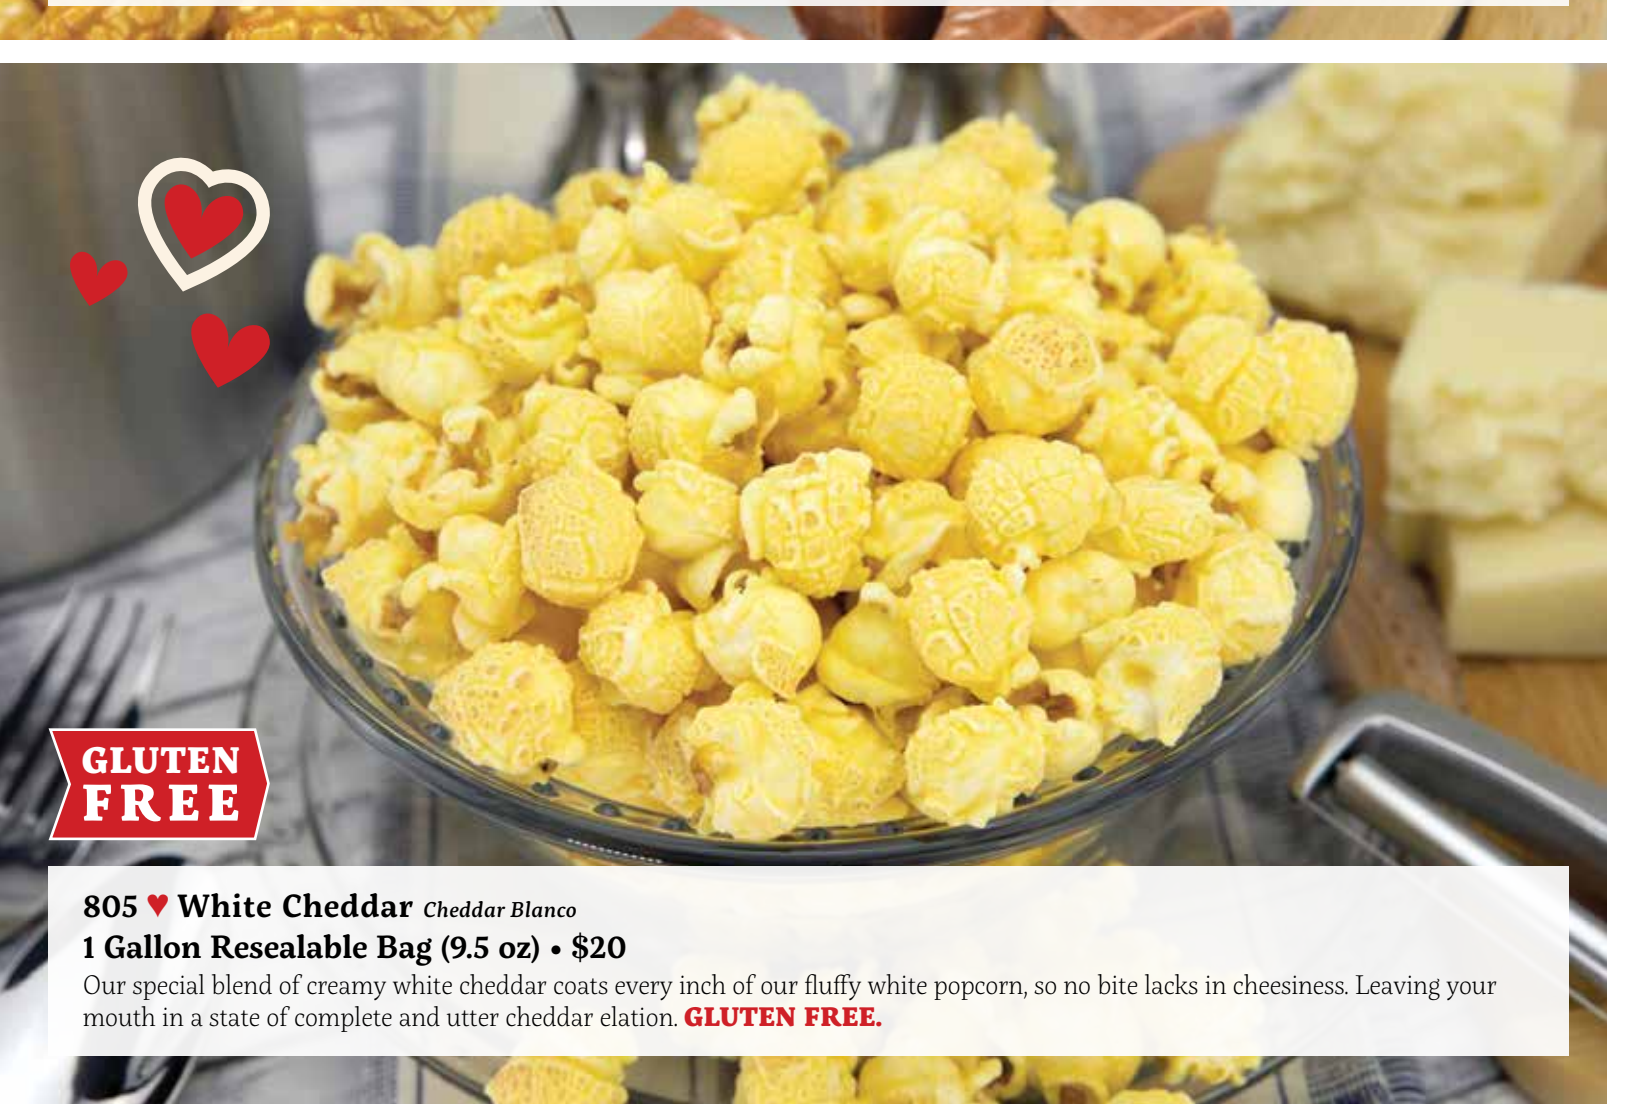 GLUTEN
FREE
805 ♥ White Cheddar Cheddar Blanco
1 Gallon Resealable Bag (9.5 oz) • $20
Our special blend of creamy white cheddar coats every inch of our fluffy white popcorn, so no bite lacks in cheesiness. Leaving your
mouth in a state of complete and utter cheddar elation. GLUTEN FREE.